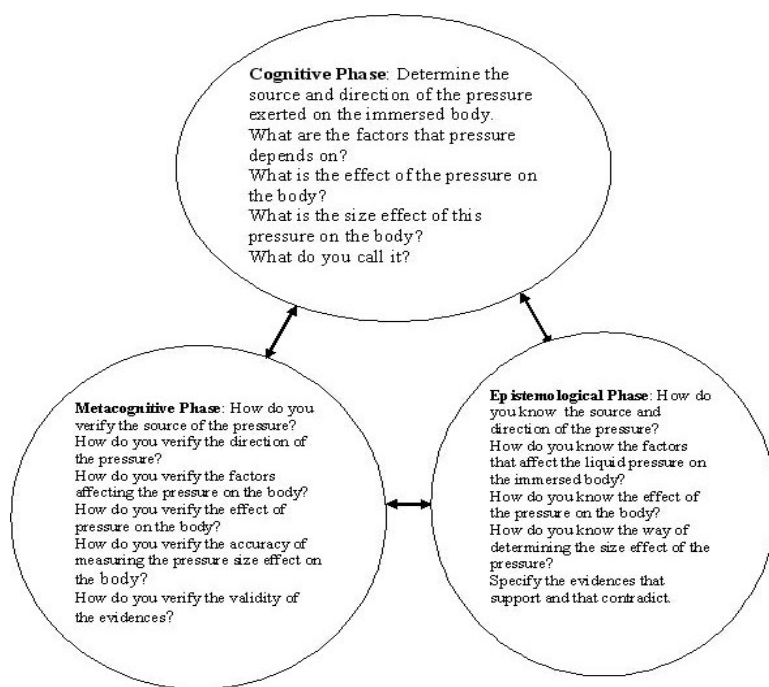 Cognitive Phase: Determine the
source and direction of the pressure
exerted on the immersed body.
What are the factors that pressure
depends on?
What is the effect of the pressure on
the body?
What is the size effect of this
pressure on the body?
What do you call it?
Metacognitive Phase: How do you
verify the source of the pressure?
How do you verify the direction of
the pressure?
How do you verify the factors
affecting the pressure on the body?
How do you verify the effect of
pressure on the body?
How do you verify the accuracy of
measuring the pressure size effect on
the body?
How do you verify the validity of
the evidences?
Epistemological Phase: How do
you know the source and
direction of the pressure?
How do you know the factors
that affect the liquid pressure on
the immersed body?
How do you know the effect of
the pressure on the body?
How do you know the way of
determining the size effect of the
pressure?
Specify the evidences that
support and that contradict.